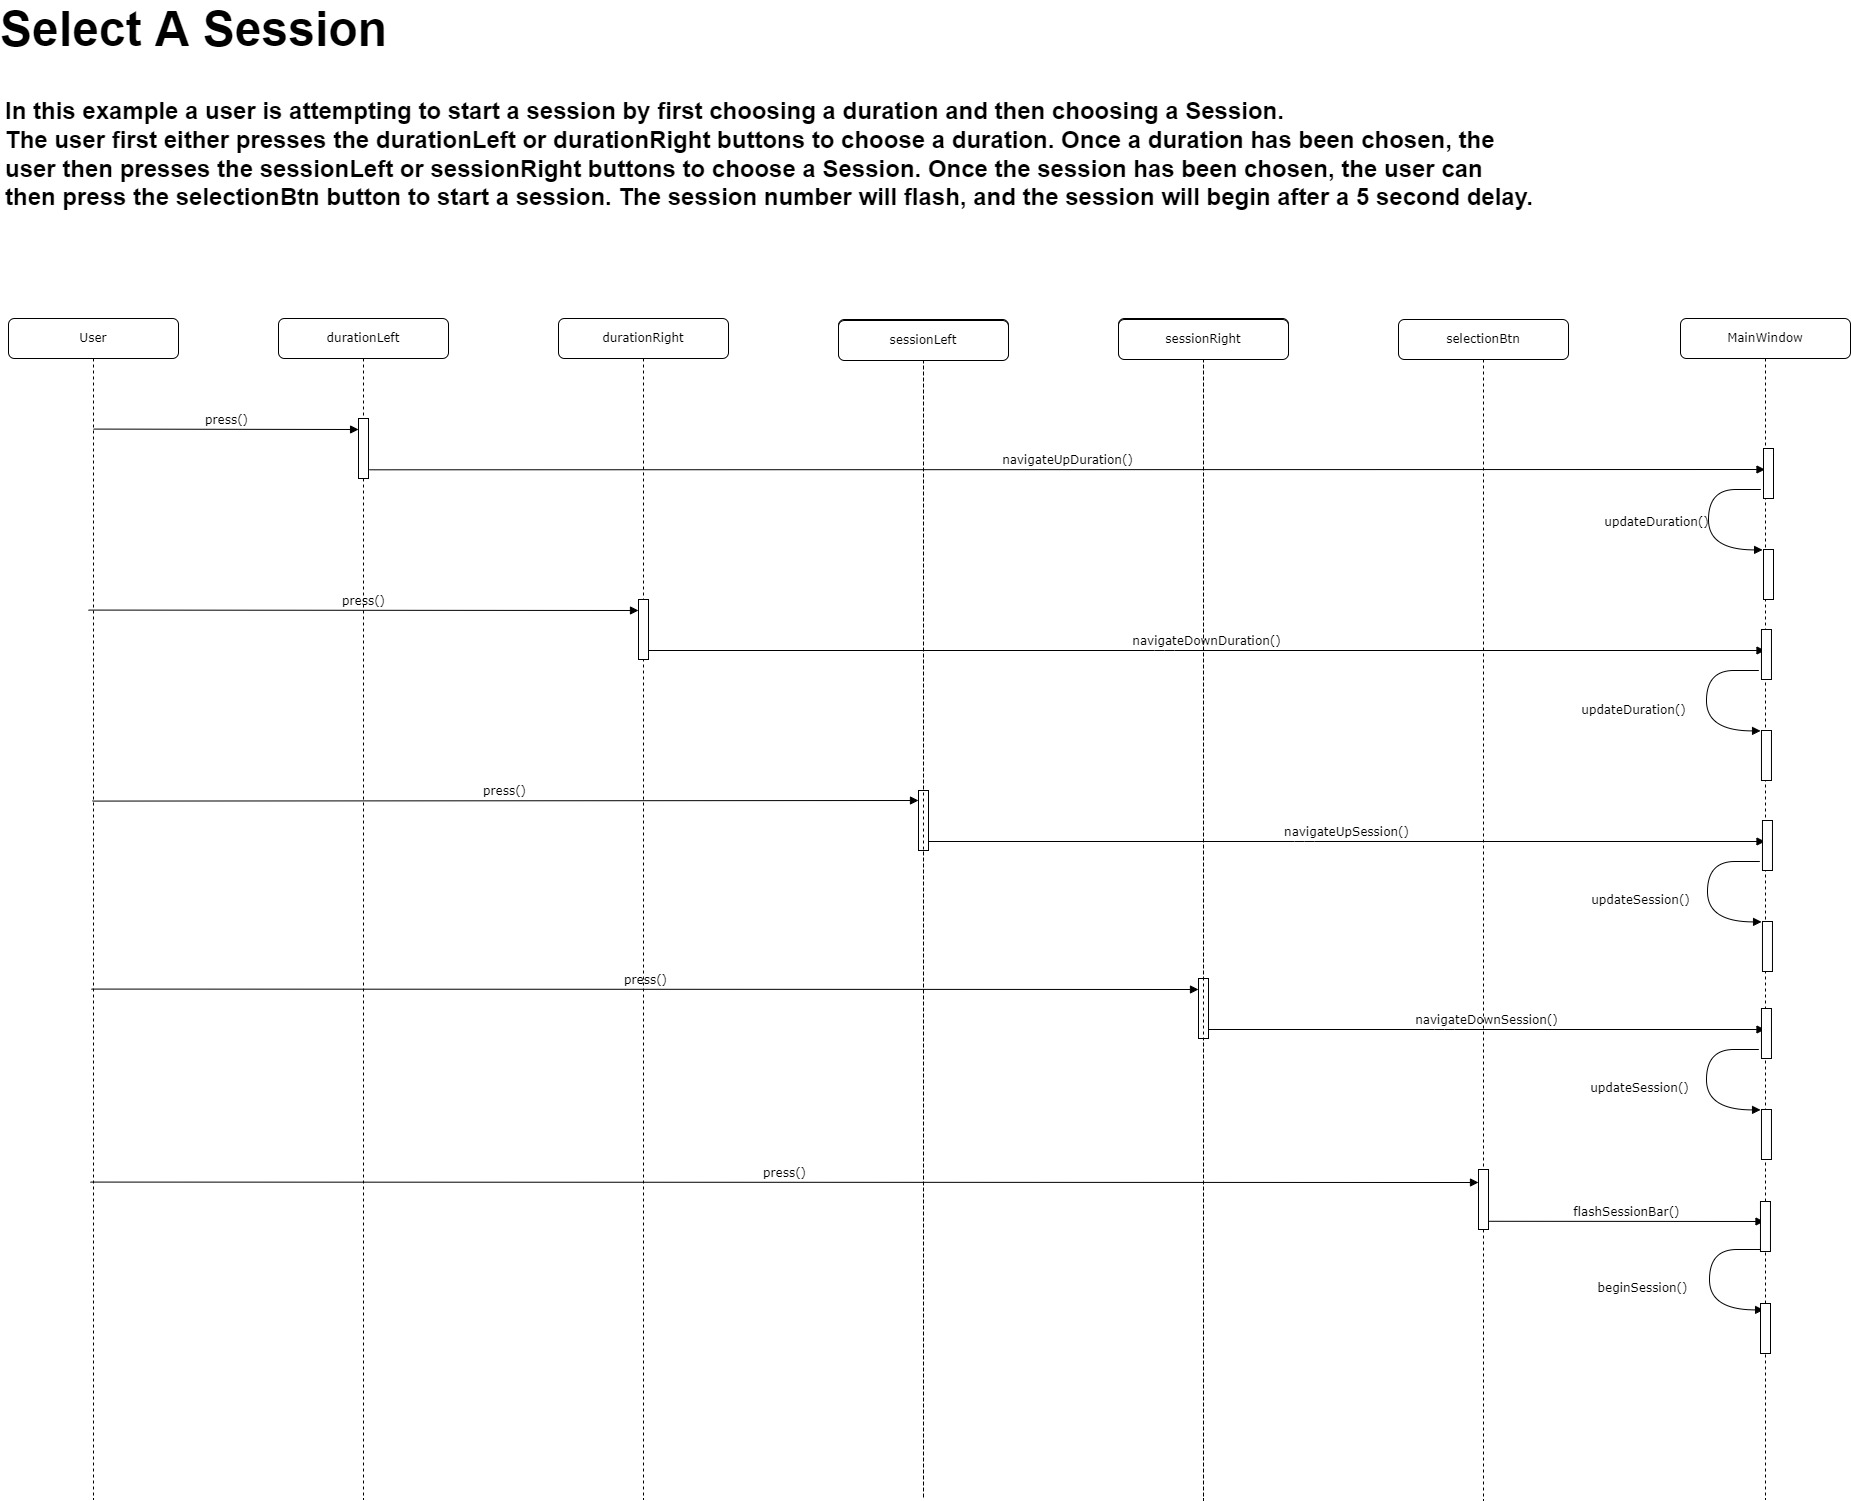 Select A Session
In this example a user is attempting to start a session by first choosing a duration and then choosing a Session.
The user first either presses the durationLeft or durationRight buttons to choose a duration. Once a duration has been chosen, the
user then presses the sessionLeft or sessionRight buttons to choose a Session. Once the session has been chosen, the user can
then press the selectionBtn button to start a session. The session number will flash, and the session will begin after a 5 second delay.
User
durationLeft
durationRight
sessionLeft
sessionRight
selectionBtn
MainWindow
press()
navigateUpDuration()
updateDuration()
press()
navigateDownDuration()
updateDuration()
press()
navigateUpSession()
updateSession()
press()
navigateDownSession()
updateSession()
press()
flashSessionBar()
beginSession()